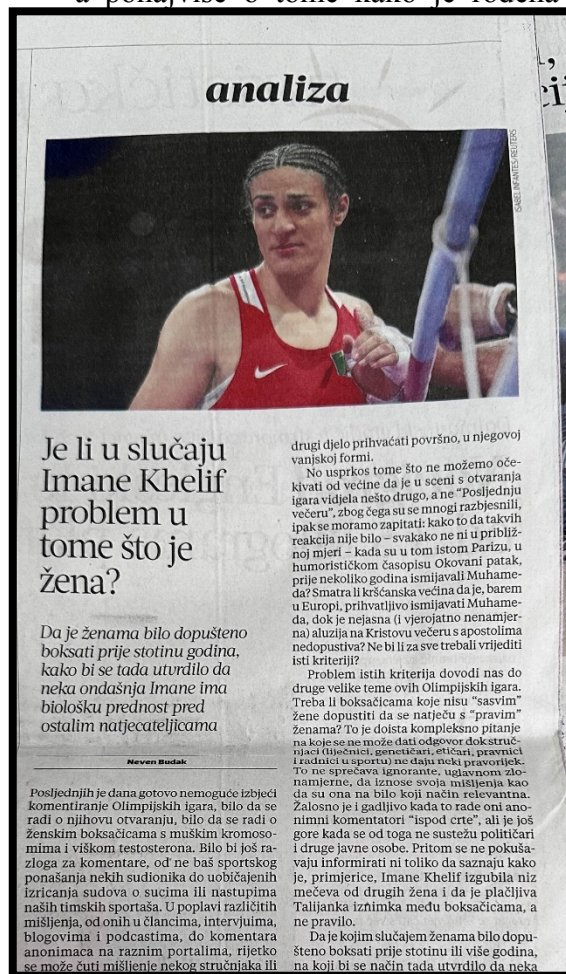 a ponajviše o tome kako je rođena
analiza
ISABEL INFANTES/REUTERS
Je li u slučaju
Imane Khelif
problem u
tome što je
žena?
Da je ženama bilo dopušteno
boksati prije stotinu godina,
kako bi se tada utvrdilo da
neka ondašnja Imane ima
biološku prednost pred
ostalim natjecateljicama
Neven Budak
Posljednjih je dana gotovo nemoguće izbjeći
komentiranje Olimpijskih igara, bilo da se
radi o njihovu otvaranju, bilo da se radi o
ženskim boksačicama s muškim kromoso-
mima i viškom testosterona. Bilo bi još ra-
zloga za komentare, od ne baš sportskog
ponašanja nekih sudionika do uobičajenih
izricanja sudova o sucima ili nastupima
naših timskih sportaša. U poplavi različitih
mišljenja, od onih u člancima, intervjuima,
blogovima i podcastima, do komentara
anonimaca na raznim portalima, rijetko
se može čuti mišljenje nekog stručnjaka ili
drugi djelo prihvaćati površno, u njegovoj
vanjskoj formi.
No usprkos tome što ne možemo oče-
kivati od većine da je u sceni s otvaranja
igara vidjela nešto drugo, a ne “Posljednju
večeru”, zbog čega su se mnogi razbjesnili,
ipak se moramo zapitati: kako to da takvih
reakcija nije bilo – svakako ne ni u približ-
noj mjeri – kada su u tom istom Parizu, u
humorističkom časopisu Okovani patak,
prije nekoliko godina ismijavali Muhame-
da? Smatra li kršćanska većina da je, barem
u Europi, prihvatljivo ismijavati Muhame-
da, dok je nejasna (i vjerojatno nenamjer-
na) aluzija na Kristovu večeru s apostolima
nedopustiva? Ne bi li za sve trebali vrijediti
isti kriteriji?
Problem istih kriterija dovodi nas do
druge velike teme ovih Olimpijskih igara.
Treba li boksačicama koje nisu “sasvim”
žene dopustiti da se natječu s “pravim”
ženama? To je doista kompleksno pitanje
na koje se ne može dati odgovor dok struč-
njaci (liječnici, genetičari, etičari, pravnici
i radnici u sportu) ne daju neki pravorijek.
To ne sprečava ignorante, uglavnom zlo-
namjerne, da iznose svoja mišljenja kao
da su ona na bilo koji način relevantna.
Žalosno je i gadljivo kada to rade oni ano-
nimni komentatori “ispod crte”, ali je još
gore kada se od toga ne sustežu političari
i druge javne osobe. Pritom se ne pokuša-
vaju informirati ni toliko da saznaju kako
je, primjerice, Imane Khelif izgubila niz
mečeva od drugih žena i da je plačljiva
Talijanka iznimka među boksačicama, a
ne pravilo.
Da je kojim slučajem ženama bilo dopu-
šteno boksati prije stotinu ili više godina,
na koji bi se način tada utvrdilo da neka